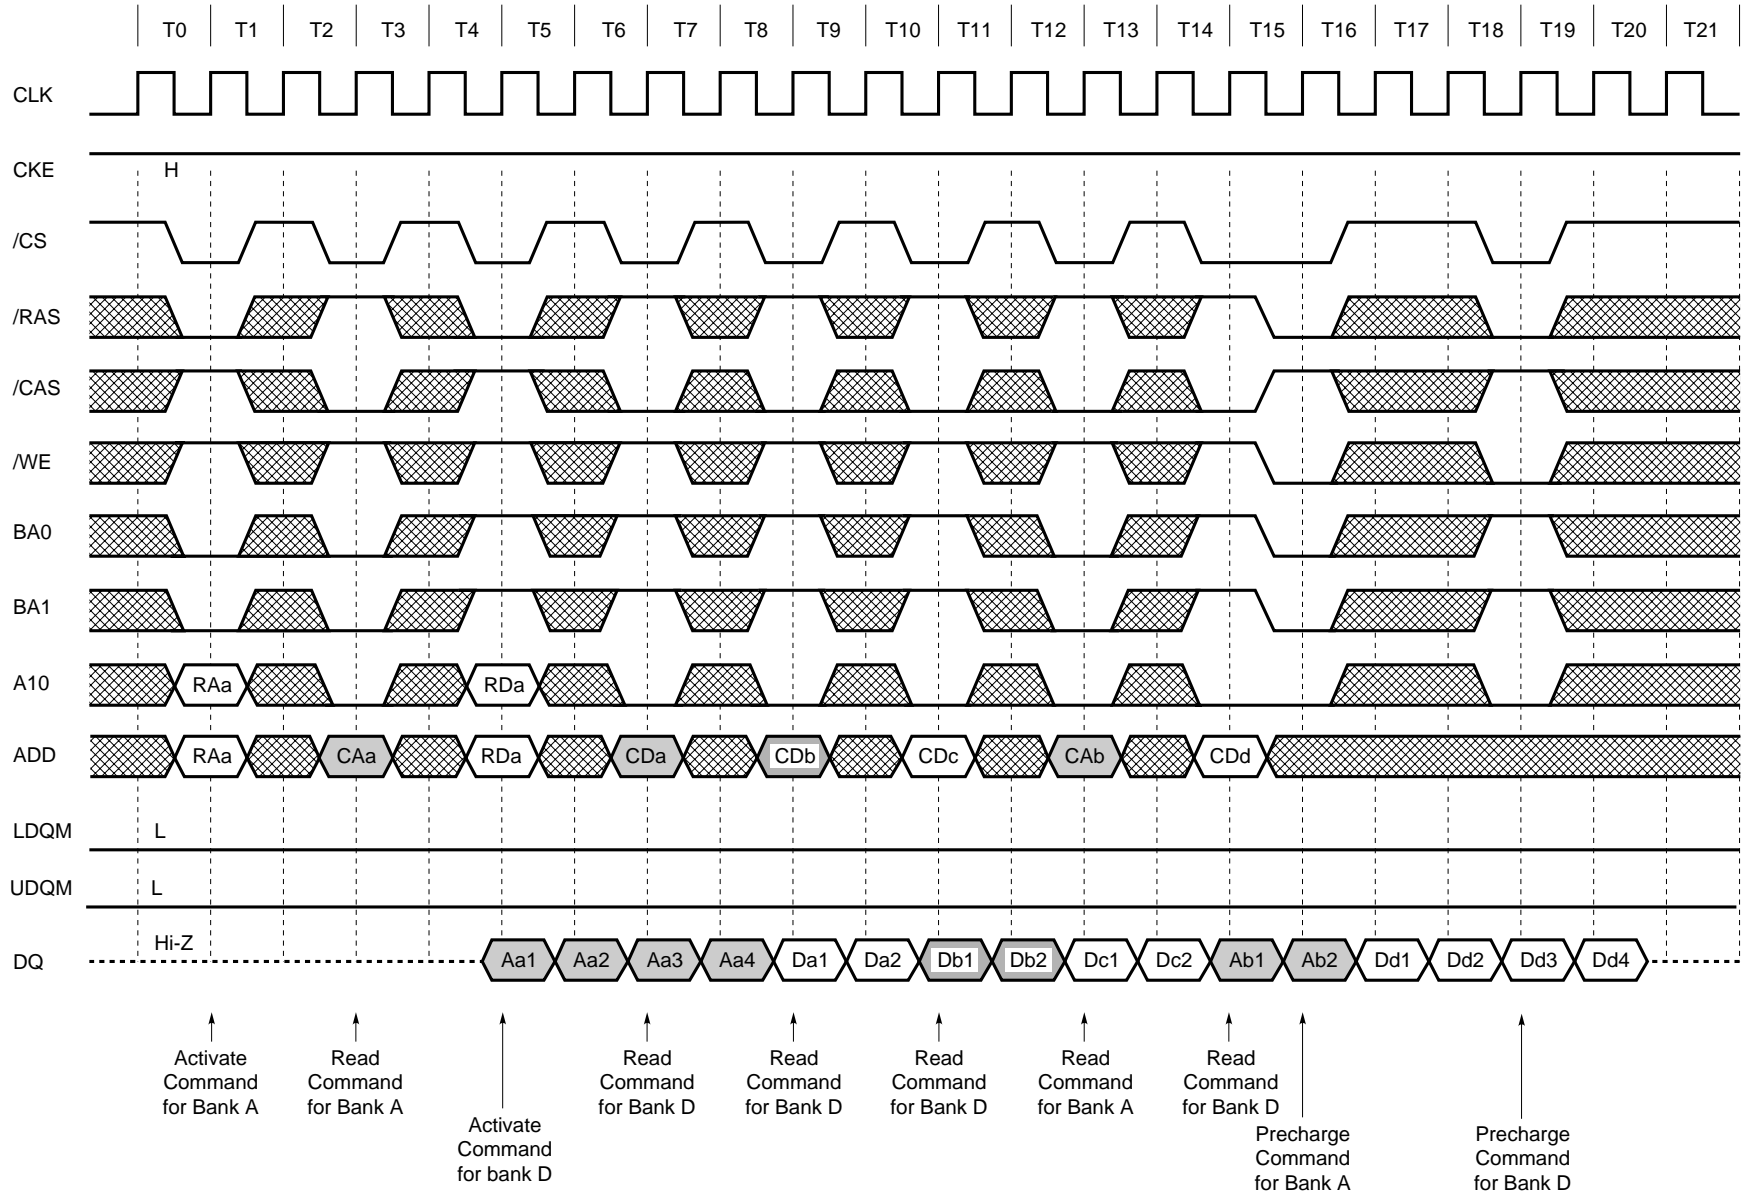 T0 T1 T2 T3 T4 T5 T6 T7 T8 T9 T10 T11 T12 T13 T14 T15 T16 T17 T18 T19 T20 T21
CLK
CKE H
/CS
/RAS
/CAS
/WE
BA0
BA1
A10 RAa RDa
ADD RAa CAa RDa CDa CDb CDc CAb CDd
LDQM L
UDQM L
DQ Hi-Z Aa1 Aa2 Aa3 Aa4 Da1 Da2 Db1 Db2 Dc1 Dc2 Ab1 Ab2 Dd1 Dd2 Dd3 Dd4
Activate
Command
for Bank A
Read
Command
for Bank A
Activate
Command
for bank D
Read
Command
for Bank D
Read
Command
for Bank D
Read
Command
for Bank D
Read
Command
for Bank A
Read
Command
for Bank D
Precharge
Command
for Bank A
Precharge
Command
for Bank D